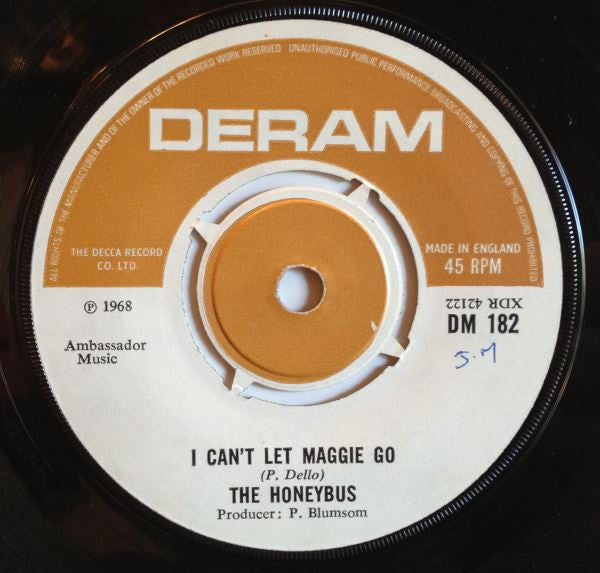 ALL RIGHTS OF THE MANUFACTURER AND OF THE OWNER OF THE RECORDED WORK RESERVED UNAUTHORISED PUBLIC PERFORMANCE BROADCASTING AND COPYING OF THIS RECORD PROHIBITED
DERAM
THE DECCA RECORD
CO. LTD.
MADE IN ENGLAND
45 RPM
℗ 1968
XDR 42122
DM 182
Ambassador
Music
S.M
I CAN'T LET MAGGIE GO
(P. Dello)
THE HONEYBUS
Producer: P. Blumsom